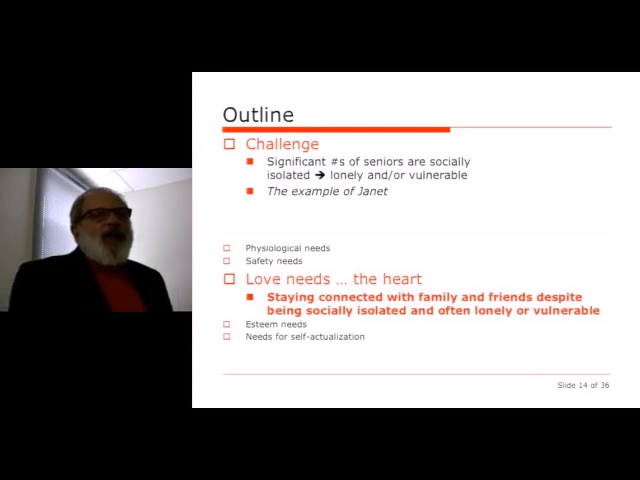 Outline
Challenge
Significant #s of seniors are socially
isolated → lonely and/or vulnerable
The example of Janet
Physiological needs
Safety needs
Love needs … the heart
Staying connected with family and friends despite
being socially isolated and often lonely or vulnerable
Esteem needs
Needs for self-actualization
Slide 14 of 36